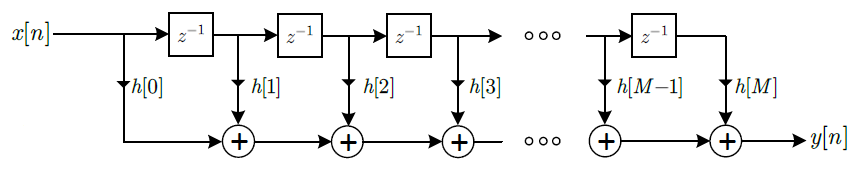 x[n] z⁻¹ z⁻¹ z⁻¹ z⁻¹
h[0] h[1] h[2] h[3] h[M−1] h[M]
+ + + + + y[n]